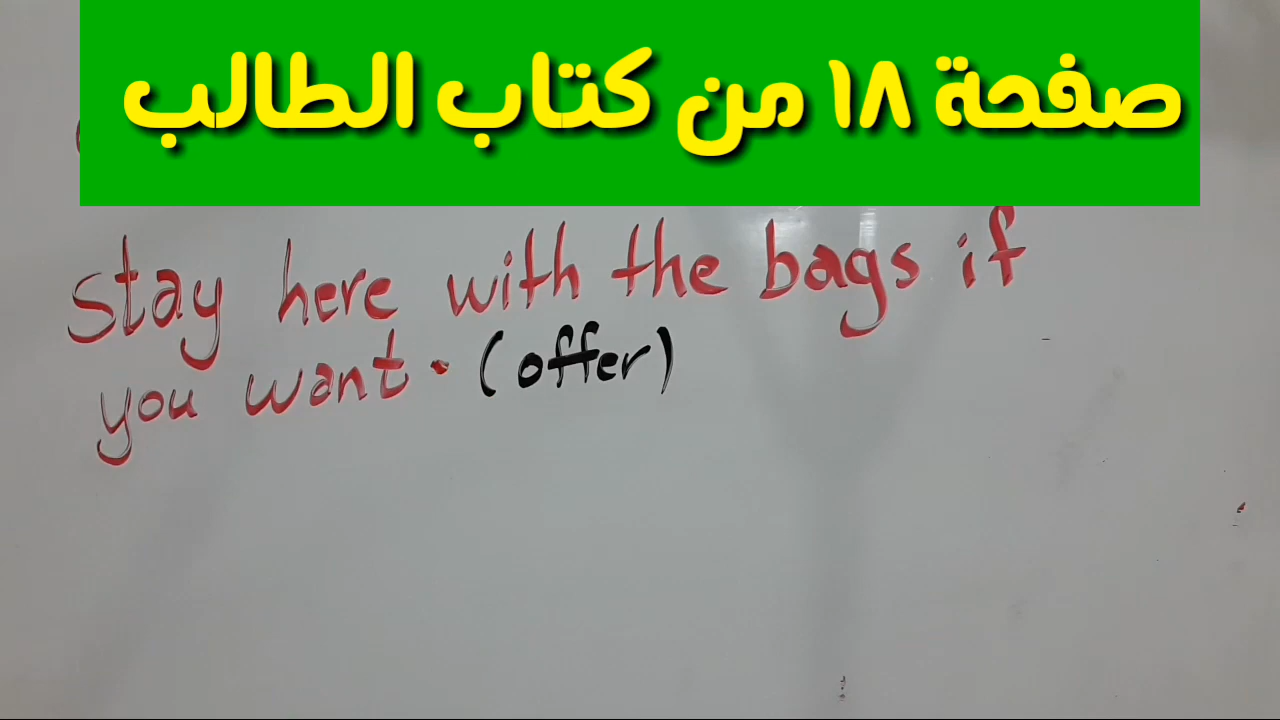 صفحة ١٨ من كتاب الطالب
Stay here with the bags if
you want. (offer)